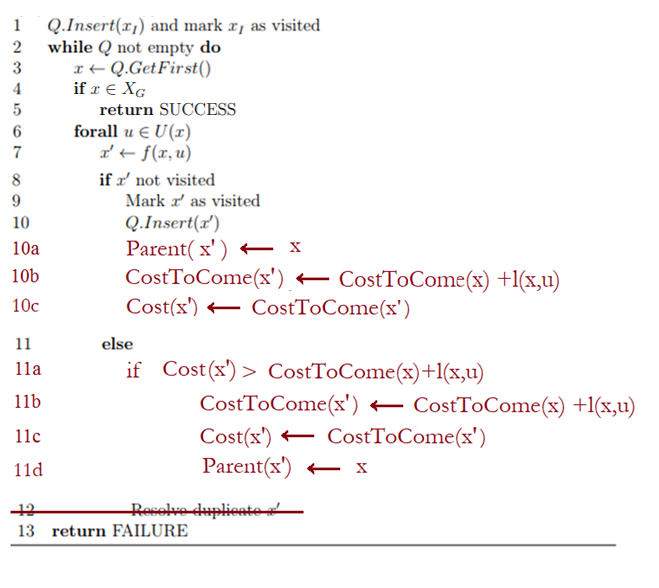 1 Q.Insert(x_I) and mark x_I as visited
2 while Q not empty do
3 x ← Q.GetFirst()
4 if x ∈ X_G
5 return SUCCESS
6 forall u ∈ U(x)
7 x' ← f(x, u)
8 if x' not visited
9 Mark x' as visited
10 Q.Insert(x')
10a Parent( x' ) ← x
10b CostToCome(x') ← CostToCome(x) +l(x,u)
10c Cost(x') ← CostToCome(x')
11 else
11a if Cost(x') > CostToCome(x)+l(x,u)
11b CostToCome(x') ← CostToCome(x) +l(x,u)
11c Cost(x') ← CostToCome(x')
11d Parent(x') ← x
12 Resolve duplicate x'
13 return FAILURE